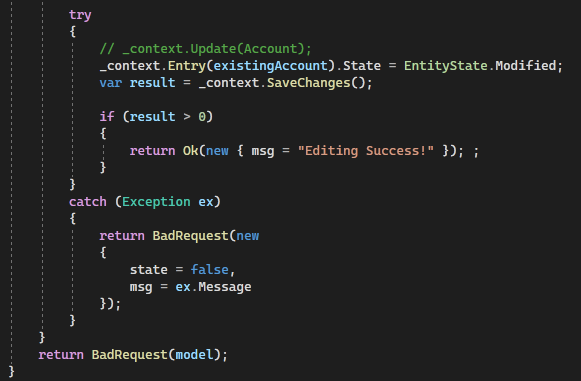 try
{
// _context.Update(Account);
_context.Entry(existingAccount).State = EntityState.Modified;
var result = _context.SaveChanges();
if (result > 0)
{
return Ok(new { msg = "Editing Success!" }); ;
}
}
catch (Exception ex)
{
return BadRequest(new
{
state = false,
msg = ex.Message
});
}
}
return BadRequest(model);
}